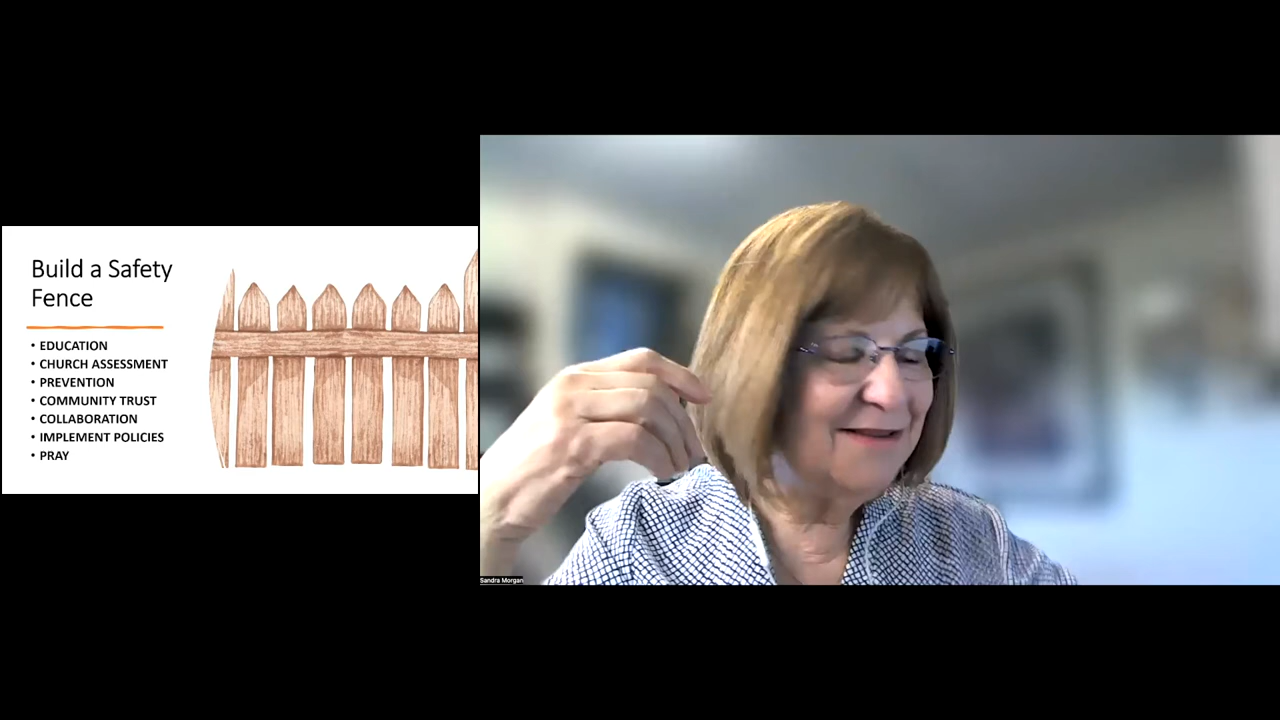 Build a Safety
Fence
• EDUCATION
• CHURCH ASSESSMENT
• PREVENTION
• COMMUNITY TRUST
• COLLABORATION
• IMPLEMENT POLICIES
• PRAY
Sandra Morgan